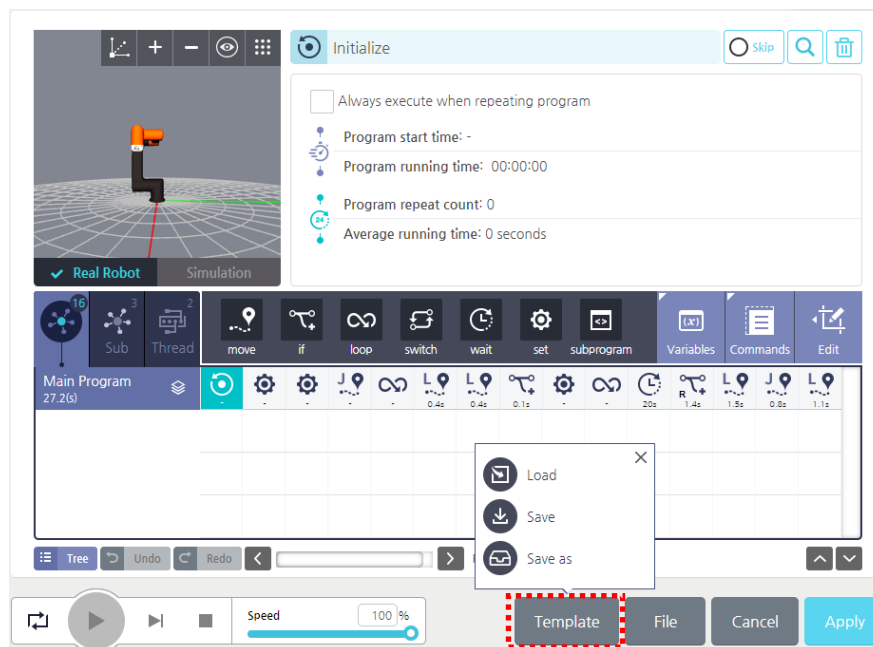 Initialize
Skip
Always execute when repeating program
Program start time: -
Program running time: 00:00:00
24
Program repeat count: 0
Average running time: 0 seconds
Real Robot
Simulation
16
3
2
Sub
Thread
move
if
loop
switch
wait
set
subprogram
(x)
Variables
Commands
Edit
Main Program
27.2(s)
- - J - - L 0.4s L 0.4s 0.1s - - 20s R 1.4s L 1.5s J 0.8s L 1.1s
Load
Save
Save as
Tree
Undo
Redo
Speed
100 %
Template
File
Cancel
Apply